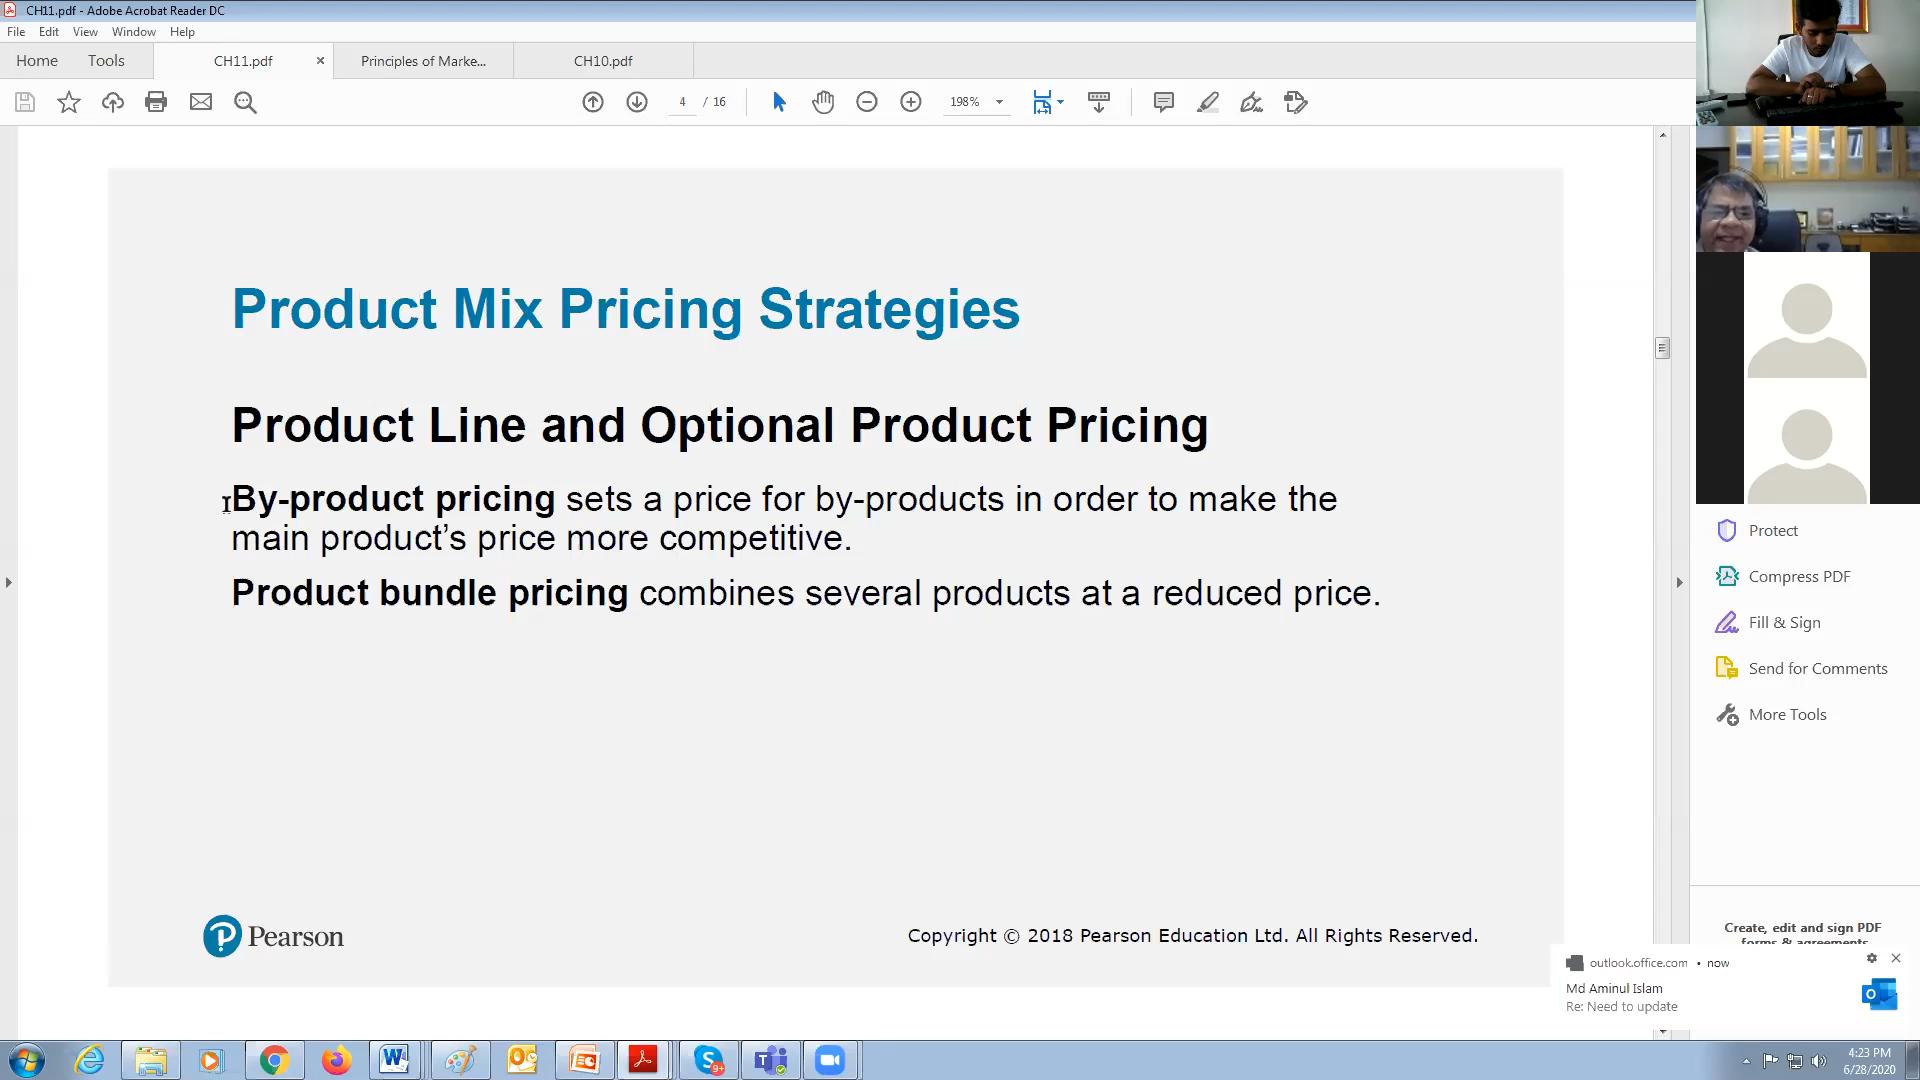 CH11.pdf - Adobe Acrobat Reader DC
File Edit View Window Help
Home Tools CH11.pdf × Principles of Marke... CH10.pdf
4 / 16 198%
Product Mix Pricing Strategies
Product Line and Optional Product Pricing
By-product pricing sets a price for by-products in order to make the
main product’s price more competitive.
Product bundle pricing combines several products at a reduced price.
Pearson
Copyright © 2018 Pearson Education Ltd. All Rights Reserved.
Protect
Compress PDF
Fill & Sign
Send for Comments
More Tools
Create, edit and sign PDF
forms & agreements
outlook.office.com • now
Md Aminul Islam
Re: Need to update
9+
4:23 PM
6/28/2020